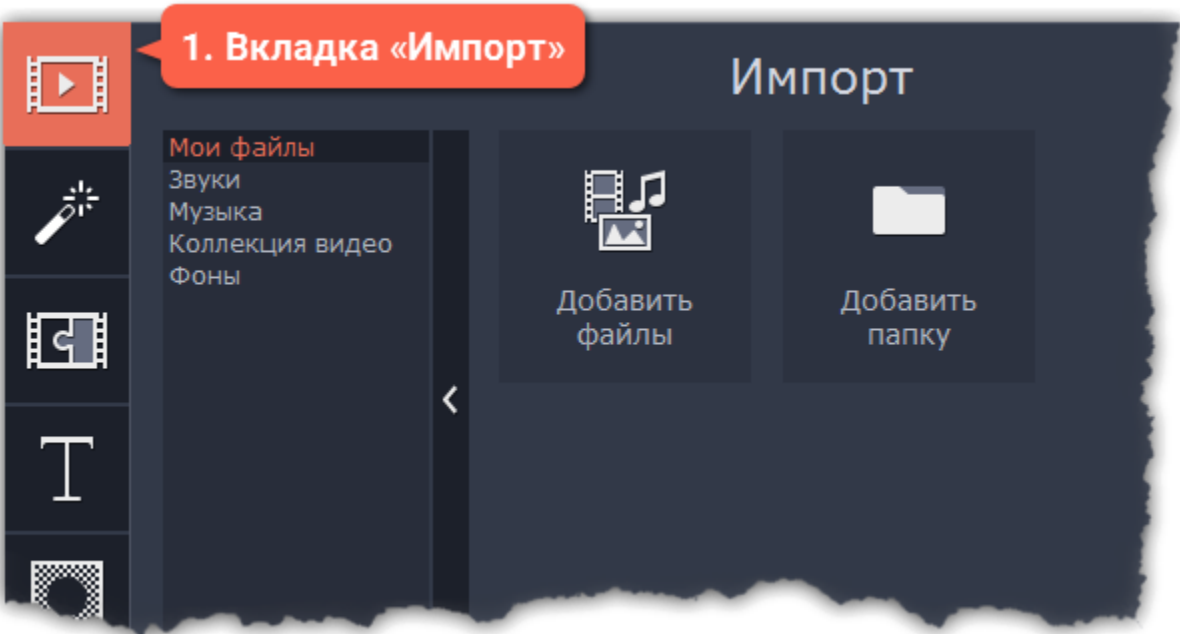 1. Вкладка «Импорт»
Импорт
Мои файлы
Звуки
Музыка
Коллекция видео
Фоны
Добавить
файлы
Добавить
папку
T